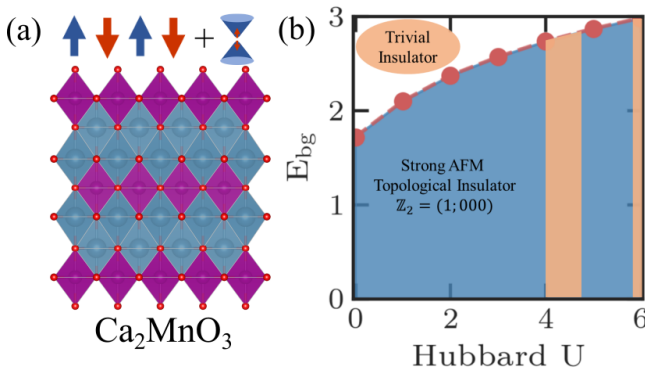 (a)
+
Ca₂MnO₃
(b)
3
2
1
0
E_bg
Trivial
Insulator
Strong AFM
Topological Insulator
ℤ₂ = (1;000)
0
2
4
6
Hubbard U